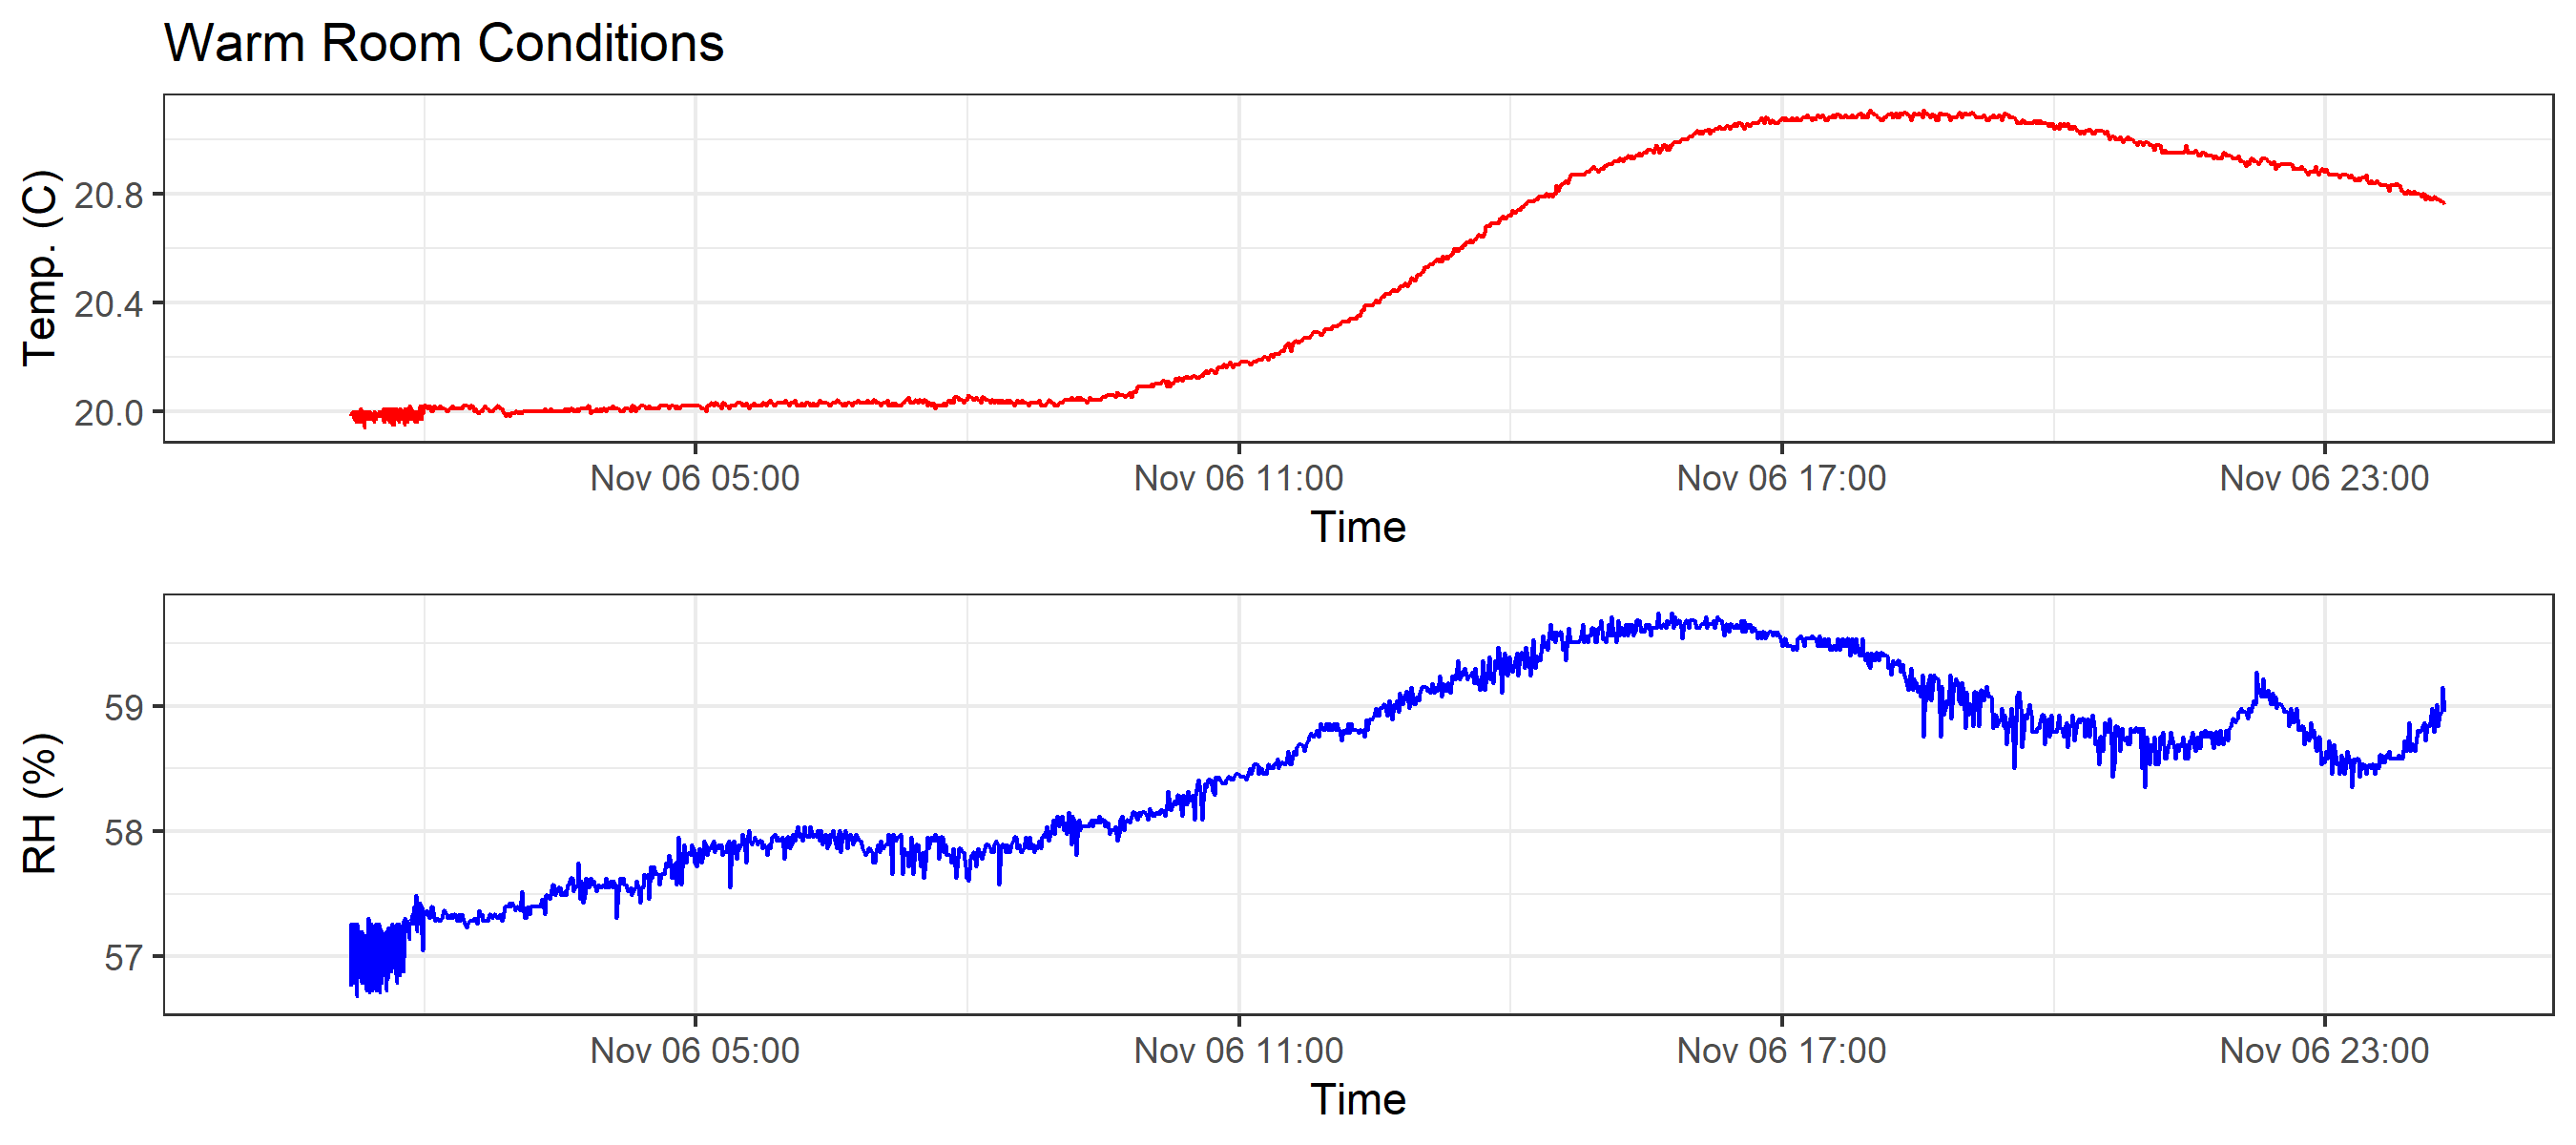 Warm Room Conditions
Temp. (C)
20.8
20.4
20.0
Nov 06 05:00 Nov 06 11:00 Nov 06 17:00 Nov 06 23:00
Time
RH (%)
59
58
57
Nov 06 05:00 Nov 06 11:00 Nov 06 17:00 Nov 06 23:00
Time